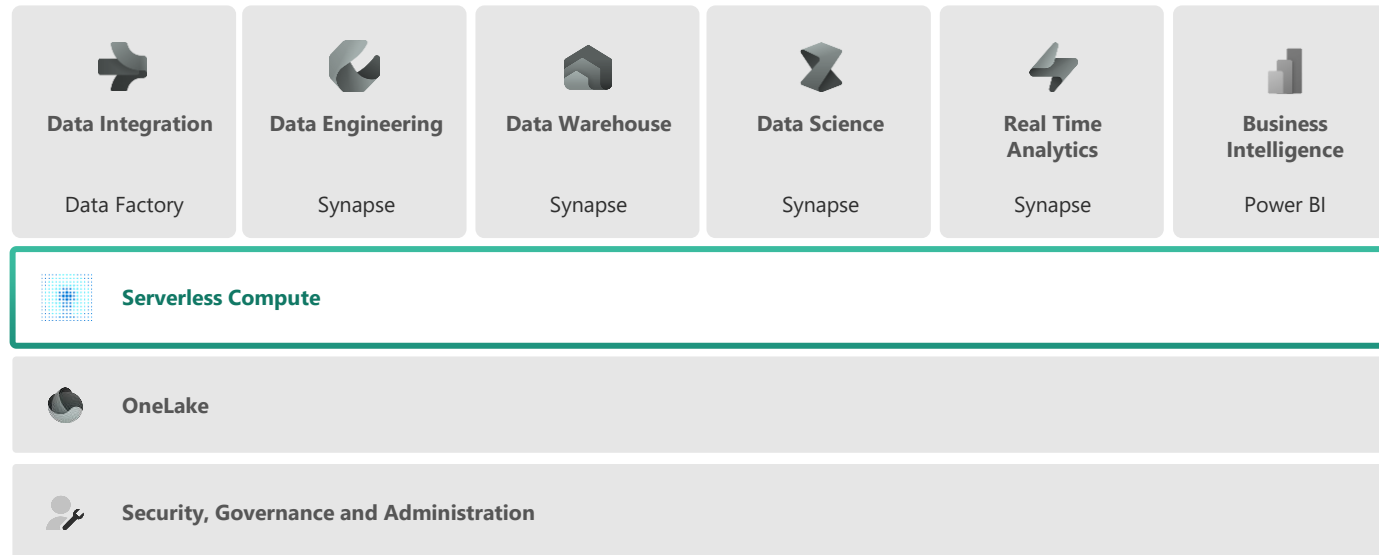 Data Integration
Data Engineering
Data Warehouse
Data Science
Real Time
Analytics
Business
Intelligence
Data Factory
Synapse
Synapse
Synapse
Synapse
Power BI
Serverless Compute
OneLake
Security, Governance and Administration